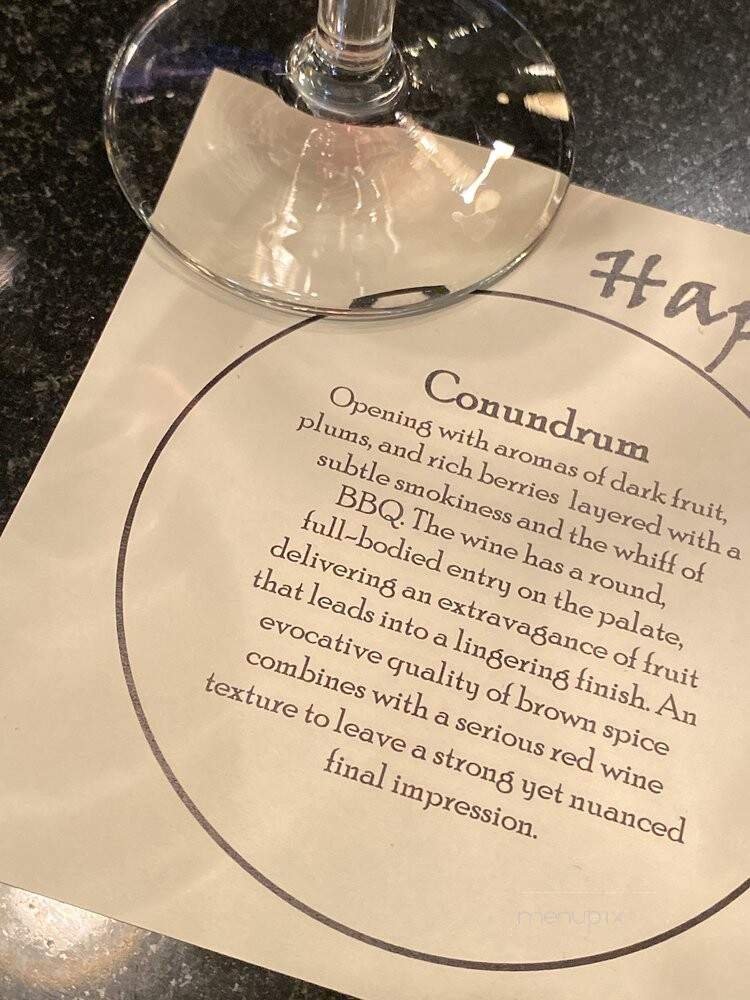 Hap
Conundrum
Opening with aromas of dark fruit,
plums, and rich berries layered with a
subtle smokiness and the whiff of
BBQ. The wine has a round,
full-bodied entry on the palate,
delivering an extravagance of fruit
that leads into a lingering finish. An
evocative quality of brown spice
combines with a serious red wine
texture to leave a strong yet nuanced
final impression.
menupix